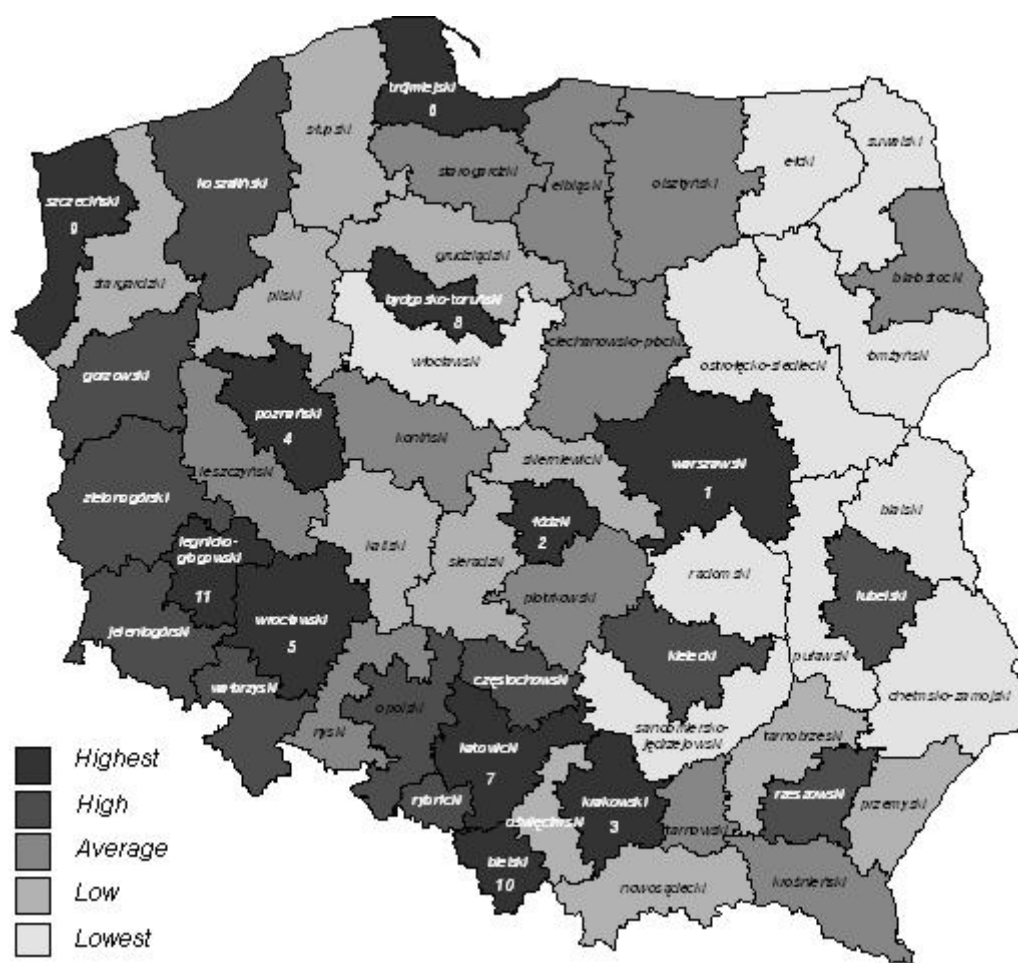 trójmiejski
6
słupski
suwalski
ełcki
starogardzki
koszaliński
elbląski
olsztyński
szczeciński
9
grudziądzki
stargardzki
białostocki
pilski
bydgosko-toruński
8
ciechanowsko-płocki
łomżyński
włocławski
ostrołęcko-siedlecki
gorzowski
poznański
4
koniński
skierniewicki
leszczyński
warszawski
1
zielonogórski
bialski
łódzki
2
legnicko-
głogowski
11
kaliski
sieradzki
radomski
piotrkowski
lubelski
wrocławski
5
jeleniogórski
kielecki
puławski
wałbrzyski
częstochowski
chełmsko-zamojski
opolski
nyski
sandomiersko-
jędrzejowski
tarnobrzeski
katowicki
7
rybnicki
oświęcimski
krakowski
3
rzeszowski
przemyski
tarnowski
bielski
10
nowosądecki
krośnieński
Highest
High
Average
Low
Lowest